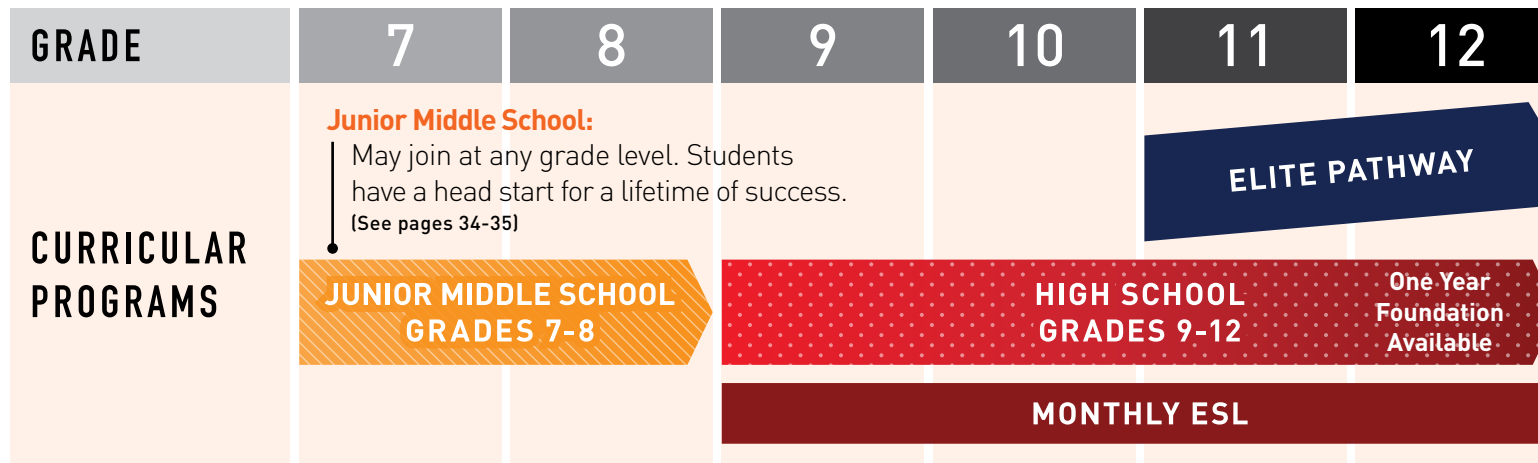 GRADE 7 8 9 10 11 12
Junior Middle School:
May join at any grade level. Students
have a head start for a lifetime of success.
(See pages 34-35)
ELITE PATHWAY
CURRICULAR
PROGRAMS
JUNIOR MIDDLE SCHOOL
GRADES 7-8
HIGH SCHOOL
GRADES 9-12
One Year
Foundation
Available
MONTHLY ESL